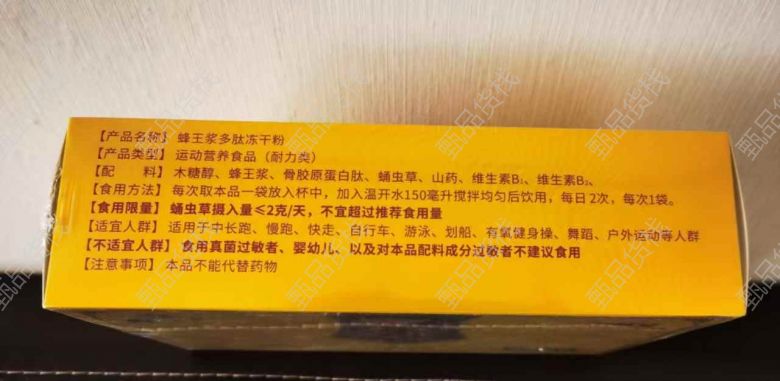 【产品名称】 蜂王浆多肽冻干粉
【产品类型】 运动营养食品（耐力类）
【配　　料】 木糖醇、蜂王浆、骨胶原蛋白肽、蛹虫草、山药、维生素B₁、维生素B₂、
【食用方法】 每次取本品一袋放入杯中，加入温开水150毫升搅拌均匀后饮用，每日2次，每次1袋。
【食用限量】 蛹虫草摄入量≤2克/天，不宜超过推荐食用量
【适宜人群】 适用于中长跑、慢跑、快走、自行车、游泳、划船、有氧健身操、舞蹈、户外运动等人群
【不适宜人群】 食用真菌过敏者、婴幼儿、以及对本品配料成分过敏者不建议食用
【注意事项】 本品不能代替药物
甄品货栈